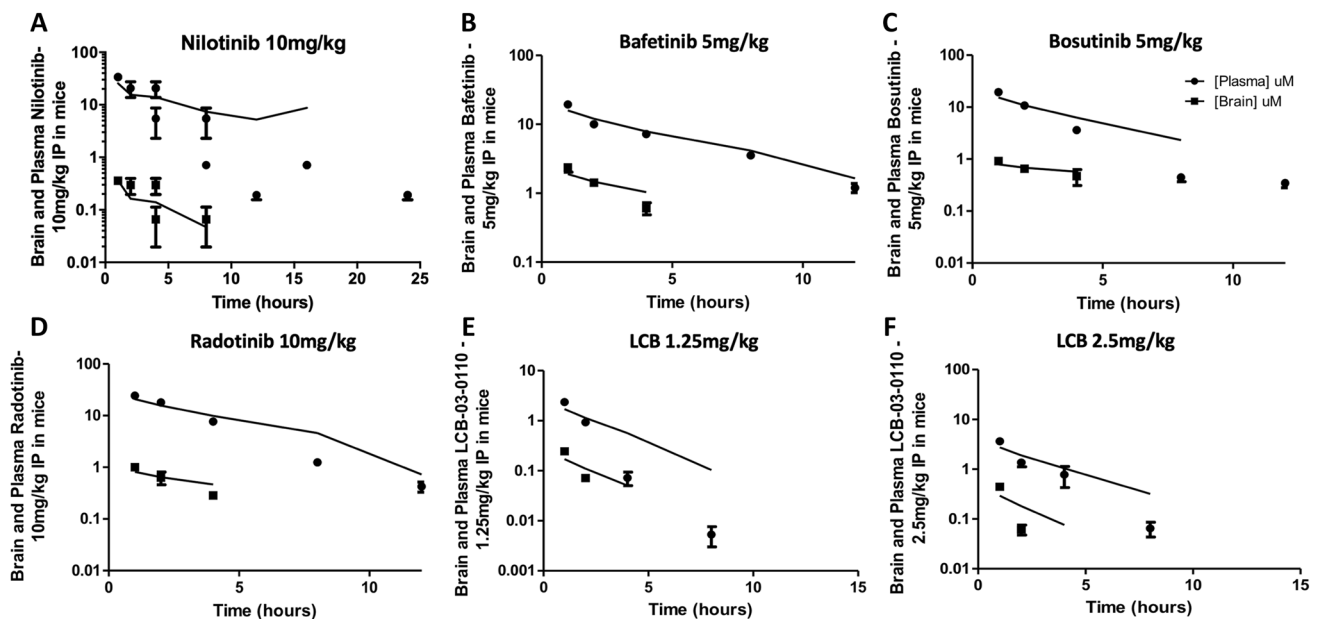 A
Nilotinib 10mg/kg
Brain and Plasma Nilotinib-
10mg/kg IP in mice
100
10
1
0.1
0.01
0
5
10
15
20
25
Time (hours)
B
Bafetinib 5mg/kg
Brain and Plasma Bafetinib -
5mg/kg IP in mice
100
10
1
0.1
0
5
10
Time (hours)
C
Bosutinib 5mg/kg
Brain and Plasma Bosutinib -
5mg/kg IP in mice
100
10
1
0.1
0.01
0
5
10
Time (hours)
[Plasma] uM
[Brain] uM
D
Radotinib 10mg/kg
Brain and Plasma Radotinib-
10mg/kg IP in mice
100
10
1
0.1
0.01
0
5
10
Time (hours)
E
LCB 1.25mg/kg
Brain and Plasma LCB-03-0110 -
1.25mg/kg IP in mice
10
1
0.1
0.01
0.001
0
5
10
15
Time (hours)
F
LCB 2.5mg/kg
Brain and Plasma LCB-03-0110 -
2.5mg/kg IP in mice
100
10
1
0.1
0.01
0
5
10
15
Time (hours)